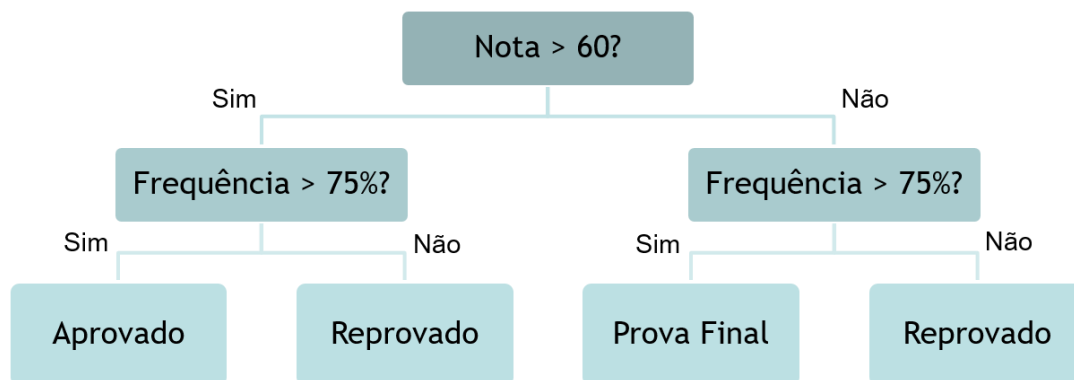 Nota > 60?
Sim
Não
Frequência > 75%?
Frequência > 75%?
Sim
Não
Sim
Não
Aprovado
Reprovado
Prova Final
Reprovado